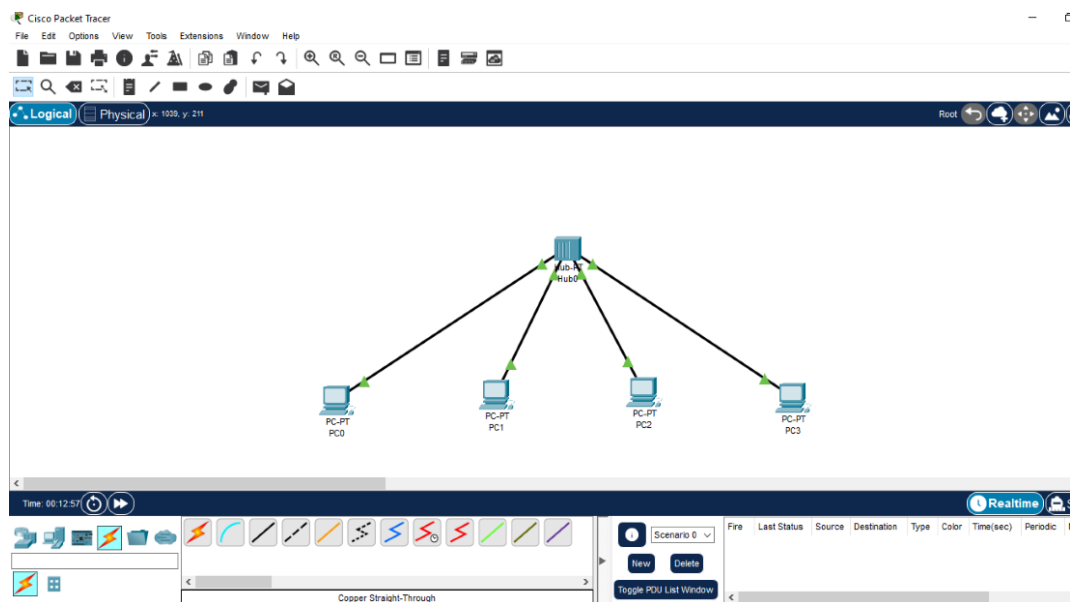 Cisco Packet Tracer
File Edit Options View Tools Extensions Window Help
Logical Physical x: 1039, y: 211 Root
Hub-PT
Hub0
PC-PT
PC0
PC-PT
PC1
PC-PT
PC2
PC-PT
PC3
Time: 00:12:57 Realtime
Scenario 0
New Delete
Toggle PDU List Window
Fire Last Status Source Destination Type Color Time(sec) Periodic
Copper Straight-Through